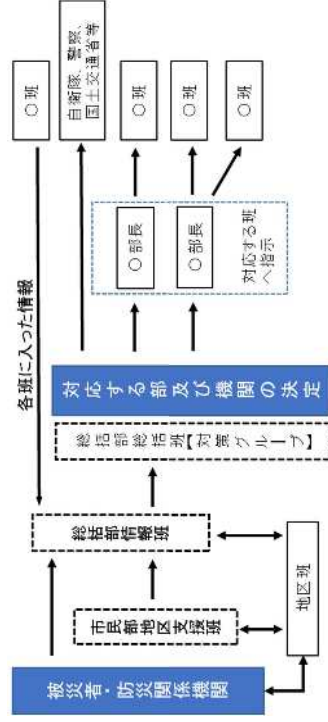 被災者・防災関係機関
市民部地区支援班
地区班
総括部情報班
各班に入った情報
総括部総括班【対策グループ】
対応する部及び機関の決定
○部長
○部長
対応する班
へ指示
○班
自衛隊、警察、
国土交通省等
○班
○班
○班